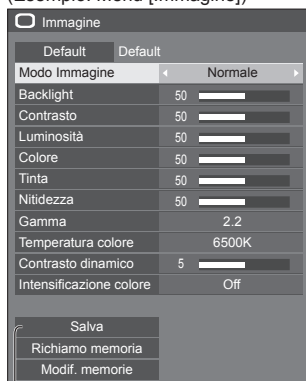 (Esempio: Menu [Immagine])
Immagine
Default Default
Modo Immagine Normale
Backlight 50
Contrasto 50
Luminosità 50
Colore 50
Tinta 50
Nitidezza 50
Gamma 2.2
Temperatura colore 6500K
Contrasto dinamico 5
Intensificazione colore Off
Salva
Richiamo memoria
Modif. memorie